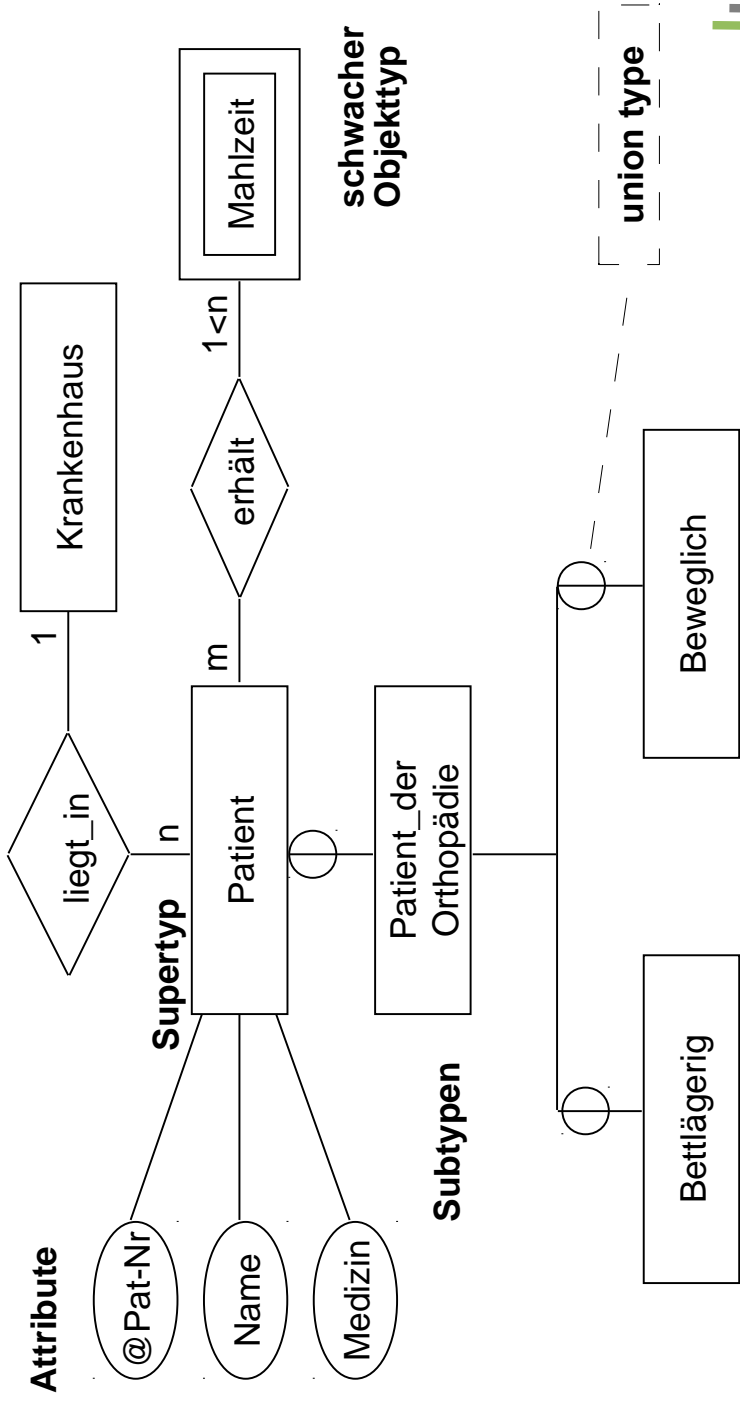 Attribute
@Pat-Nr
Name
Medizin
Supertyp
liegt_in
n
1
Krankenhaus
Patient
m
erhält
1<n
Mahlzeit
schwacher
Objekttyp
Subtypen
Patient_der
Orthopädie
union type
Bettlägerig
Beweglich